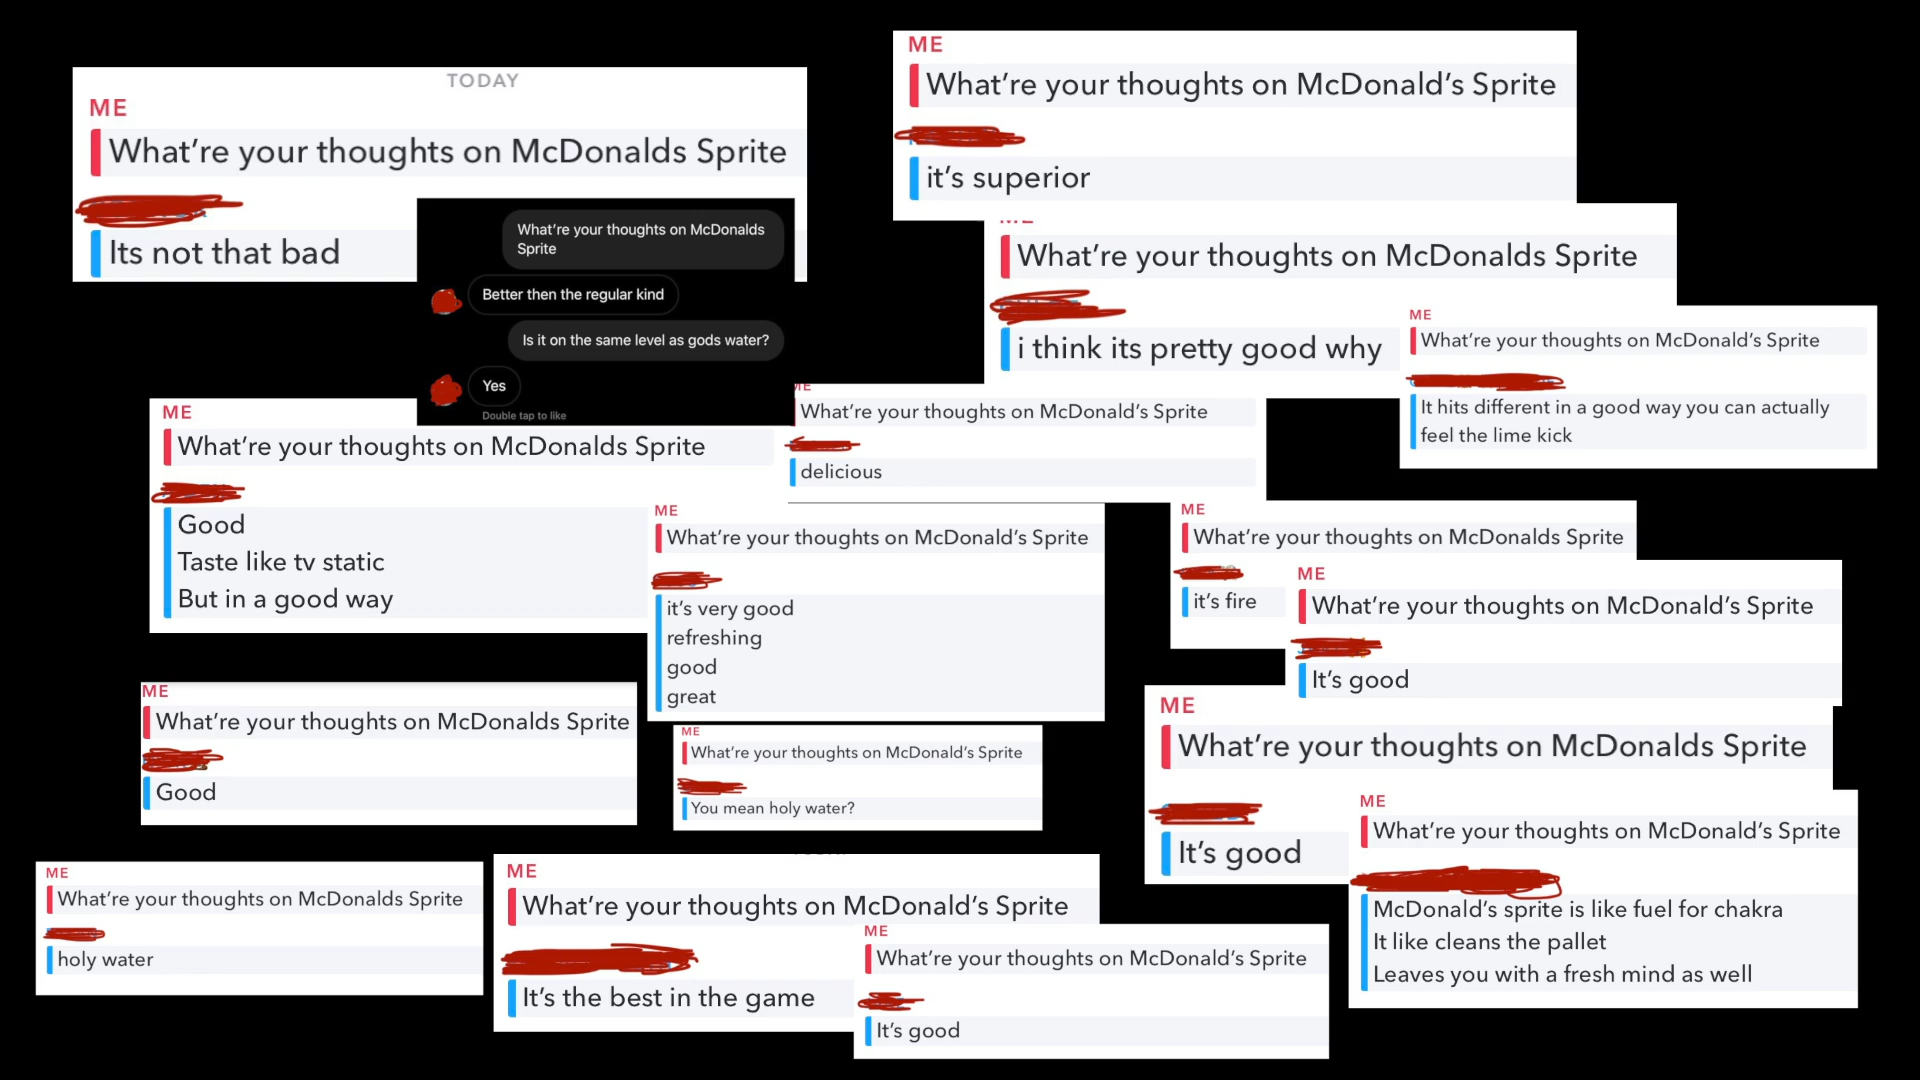 TODAY
ME
What're your thoughts on McDonalds Sprite
Its not that bad
What're your thoughts on McDonalds
Sprite
Better then the regular kind
Is it on the same level as gods water?
Yes
Double tap to like
ME
What're your thoughts on McDonald's Sprite
it's superior
ME
What're your thoughts on McDonalds Sprite
i think its pretty good why
ME
What're your thoughts on McDonald's Sprite
It hits different in a good way you can actually
feel the lime kick
ME
What're your thoughts on McDonalds Sprite
Good
Taste like tv static
But in a good way
ME
What're your thoughts on McDonald's Sprite
delicious
ME
What're your thoughts on McDonald's Sprite
it's very good
refreshing
good
great
ME
What're your thoughts on McDonalds Sprite
it's fire
ME
What're your thoughts on McDonald's Sprite
It's good
ME
What're your thoughts on McDonalds Sprite
Good
ME
What're your thoughts on McDonald's Sprite
You mean holy water?
ME
What're your thoughts on McDonalds Sprite
It's good
ME
What're your thoughts on McDonald's Sprite
McDonald's sprite is like fuel for chakra
It like cleans the pallet
Leaves you with a fresh mind as well
ME
What're your thoughts on McDonalds Sprite
holy water
ME
What're your thoughts on McDonald's Sprite
It's the best in the game
ME
What're your thoughts on McDonald's Sprite
It's good